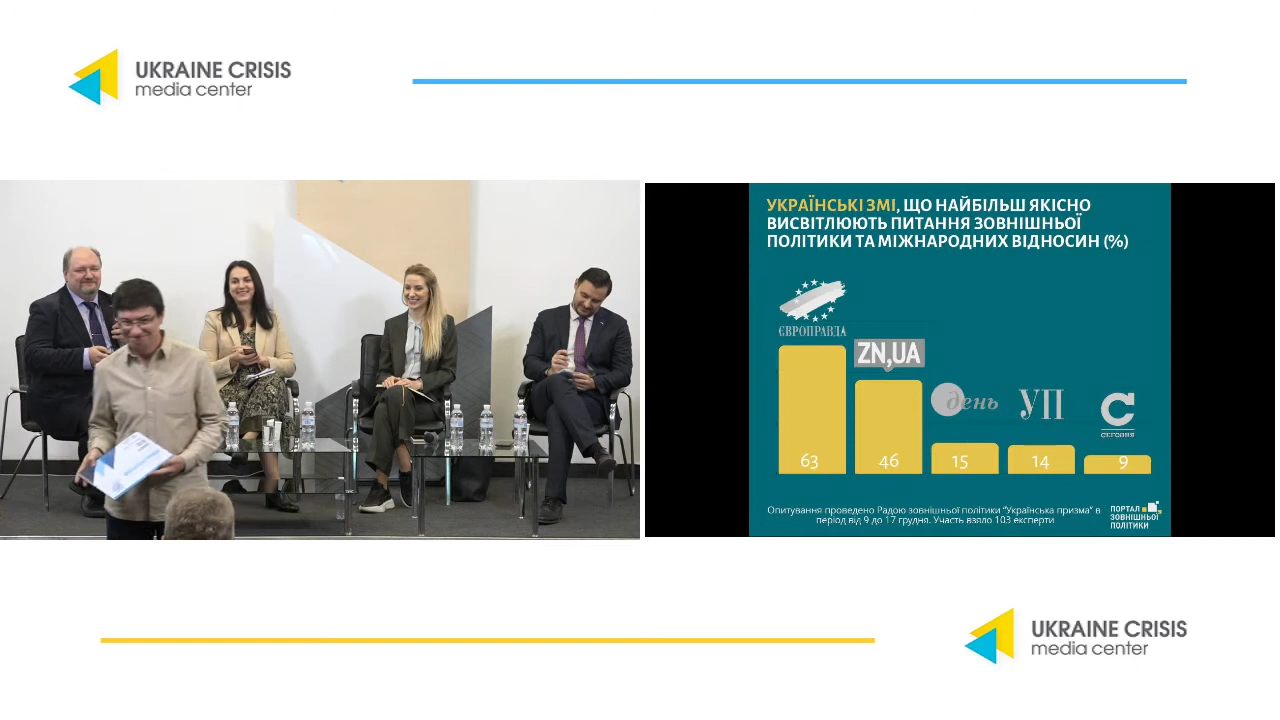 UKRAINE CRISIS
media center
УКРАЇНСЬКІ ЗМІ, ЩО НАЙБІЛЬШ ЯКІСНО
ВИСВІТЛЮЮТЬ ПИТАННЯ ЗОВНІШНЬОЇ
ПОЛІТИКИ ТА МІЖНАРОДНИХ ВІДНОСИН (%)
ЄВРОПРАВДА
ZN,UA
день
УП
С
СЕГОДНЯ
63
46
15
14
9
Опитування проведено Радою зовнішньої політики "Українська призма" в
період від 9 до 17 грудня. Участь взяло 103 експерти
ПОРТАЛ
ЗОВНІШНЬОЇ
ПОЛІТИКИ
UKRAINE CRISIS
media center